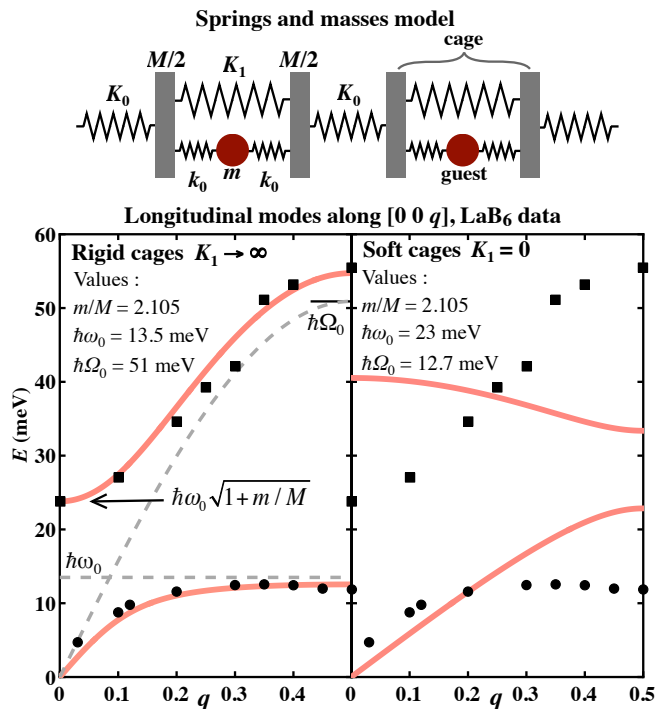 Springs and masses model
cage
M/2 K₁ M/2
K₀ K₀
k₀ m k₀ guest
Longitudinal modes along [0 0 q], LaB₆ data
Rigid cages K₁ → ∞
Values :
m/M = 2.105
ħω₀ = 13.5 meV
ħΩ₀ = 51 meV
ħΩ₀
ħω₀√1+m/M
ħω₀
Soft cages K₁ = 0
Values :
m/M = 2.105
ħω₀ = 23 meV
ħΩ₀ = 12.7 meV
E (meV)
60
50
40
30
20
10
0
0 0.1 0.2 0.3 0.4 0 0.1 0.2 0.3 0.4 0.5
q q